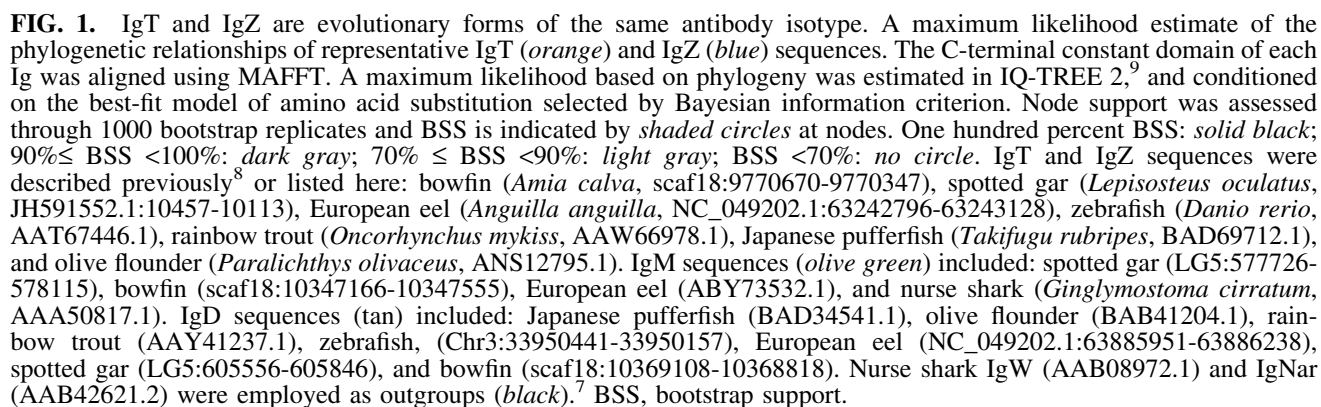 FIG. 1. IgT and IgZ are evolutionary forms of the same antibody isotype. A maximum likelihood estimate of the
phylogenetic relationships of representative IgT (orange) and IgZ (blue) sequences. The C-terminal constant domain of each
Ig was aligned using MAFFT. A maximum likelihood based on phylogeny was estimated in IQ-TREE 2,9 and conditioned
on the best-fit model of amino acid substitution selected by Bayesian information criterion. Node support was assessed
through 1000 bootstrap replicates and BSS is indicated by shaded circles at nodes. One hundred percent BSS: solid black;
90%≤ BSS <100%: dark gray; 70% ≤ BSS <90%: light gray; BSS <70%: no circle. IgT and IgZ sequences were
described previously8 or listed here: bowfin (Amia calva, scaf18:9770670-9770347), spotted gar (Lepisosteus oculatus,
JH591552.1:10457-10113), European eel (Anguilla anguilla, NC_049202.1:63242796-63243128), zebrafish (Danio rerio,
AAT67446.1), rainbow trout (Oncorhynchus mykiss, AAW66978.1), Japanese pufferfish (Takifugu rubripes, BAD69712.1),
and olive flounder (Paralichthys olivaceus, ANS12795.1). IgM sequences (olive green) included: spotted gar (LG5:577726-
578115), bowfin (scaf18:10347166-10347555), European eel (ABY73532.1), and nurse shark (Ginglymostoma cirratum,
AAA50817.1). IgD sequences (tan) included: Japanese pufferfish (BAD34541.1), olive flounder (BAB41204.1), rain-
bow trout (AAY41237.1), zebrafish, (Chr3:33950441-33950157), European eel (NC_049202.1:63885951-63886238),
spotted gar (LG5:605556-605846), and bowfin (scaf18:10369108-10368818). Nurse shark IgW (AAB08972.1) and IgNar
(AAB42621.2) were employed as outgroups (black).7 BSS, bootstrap support.